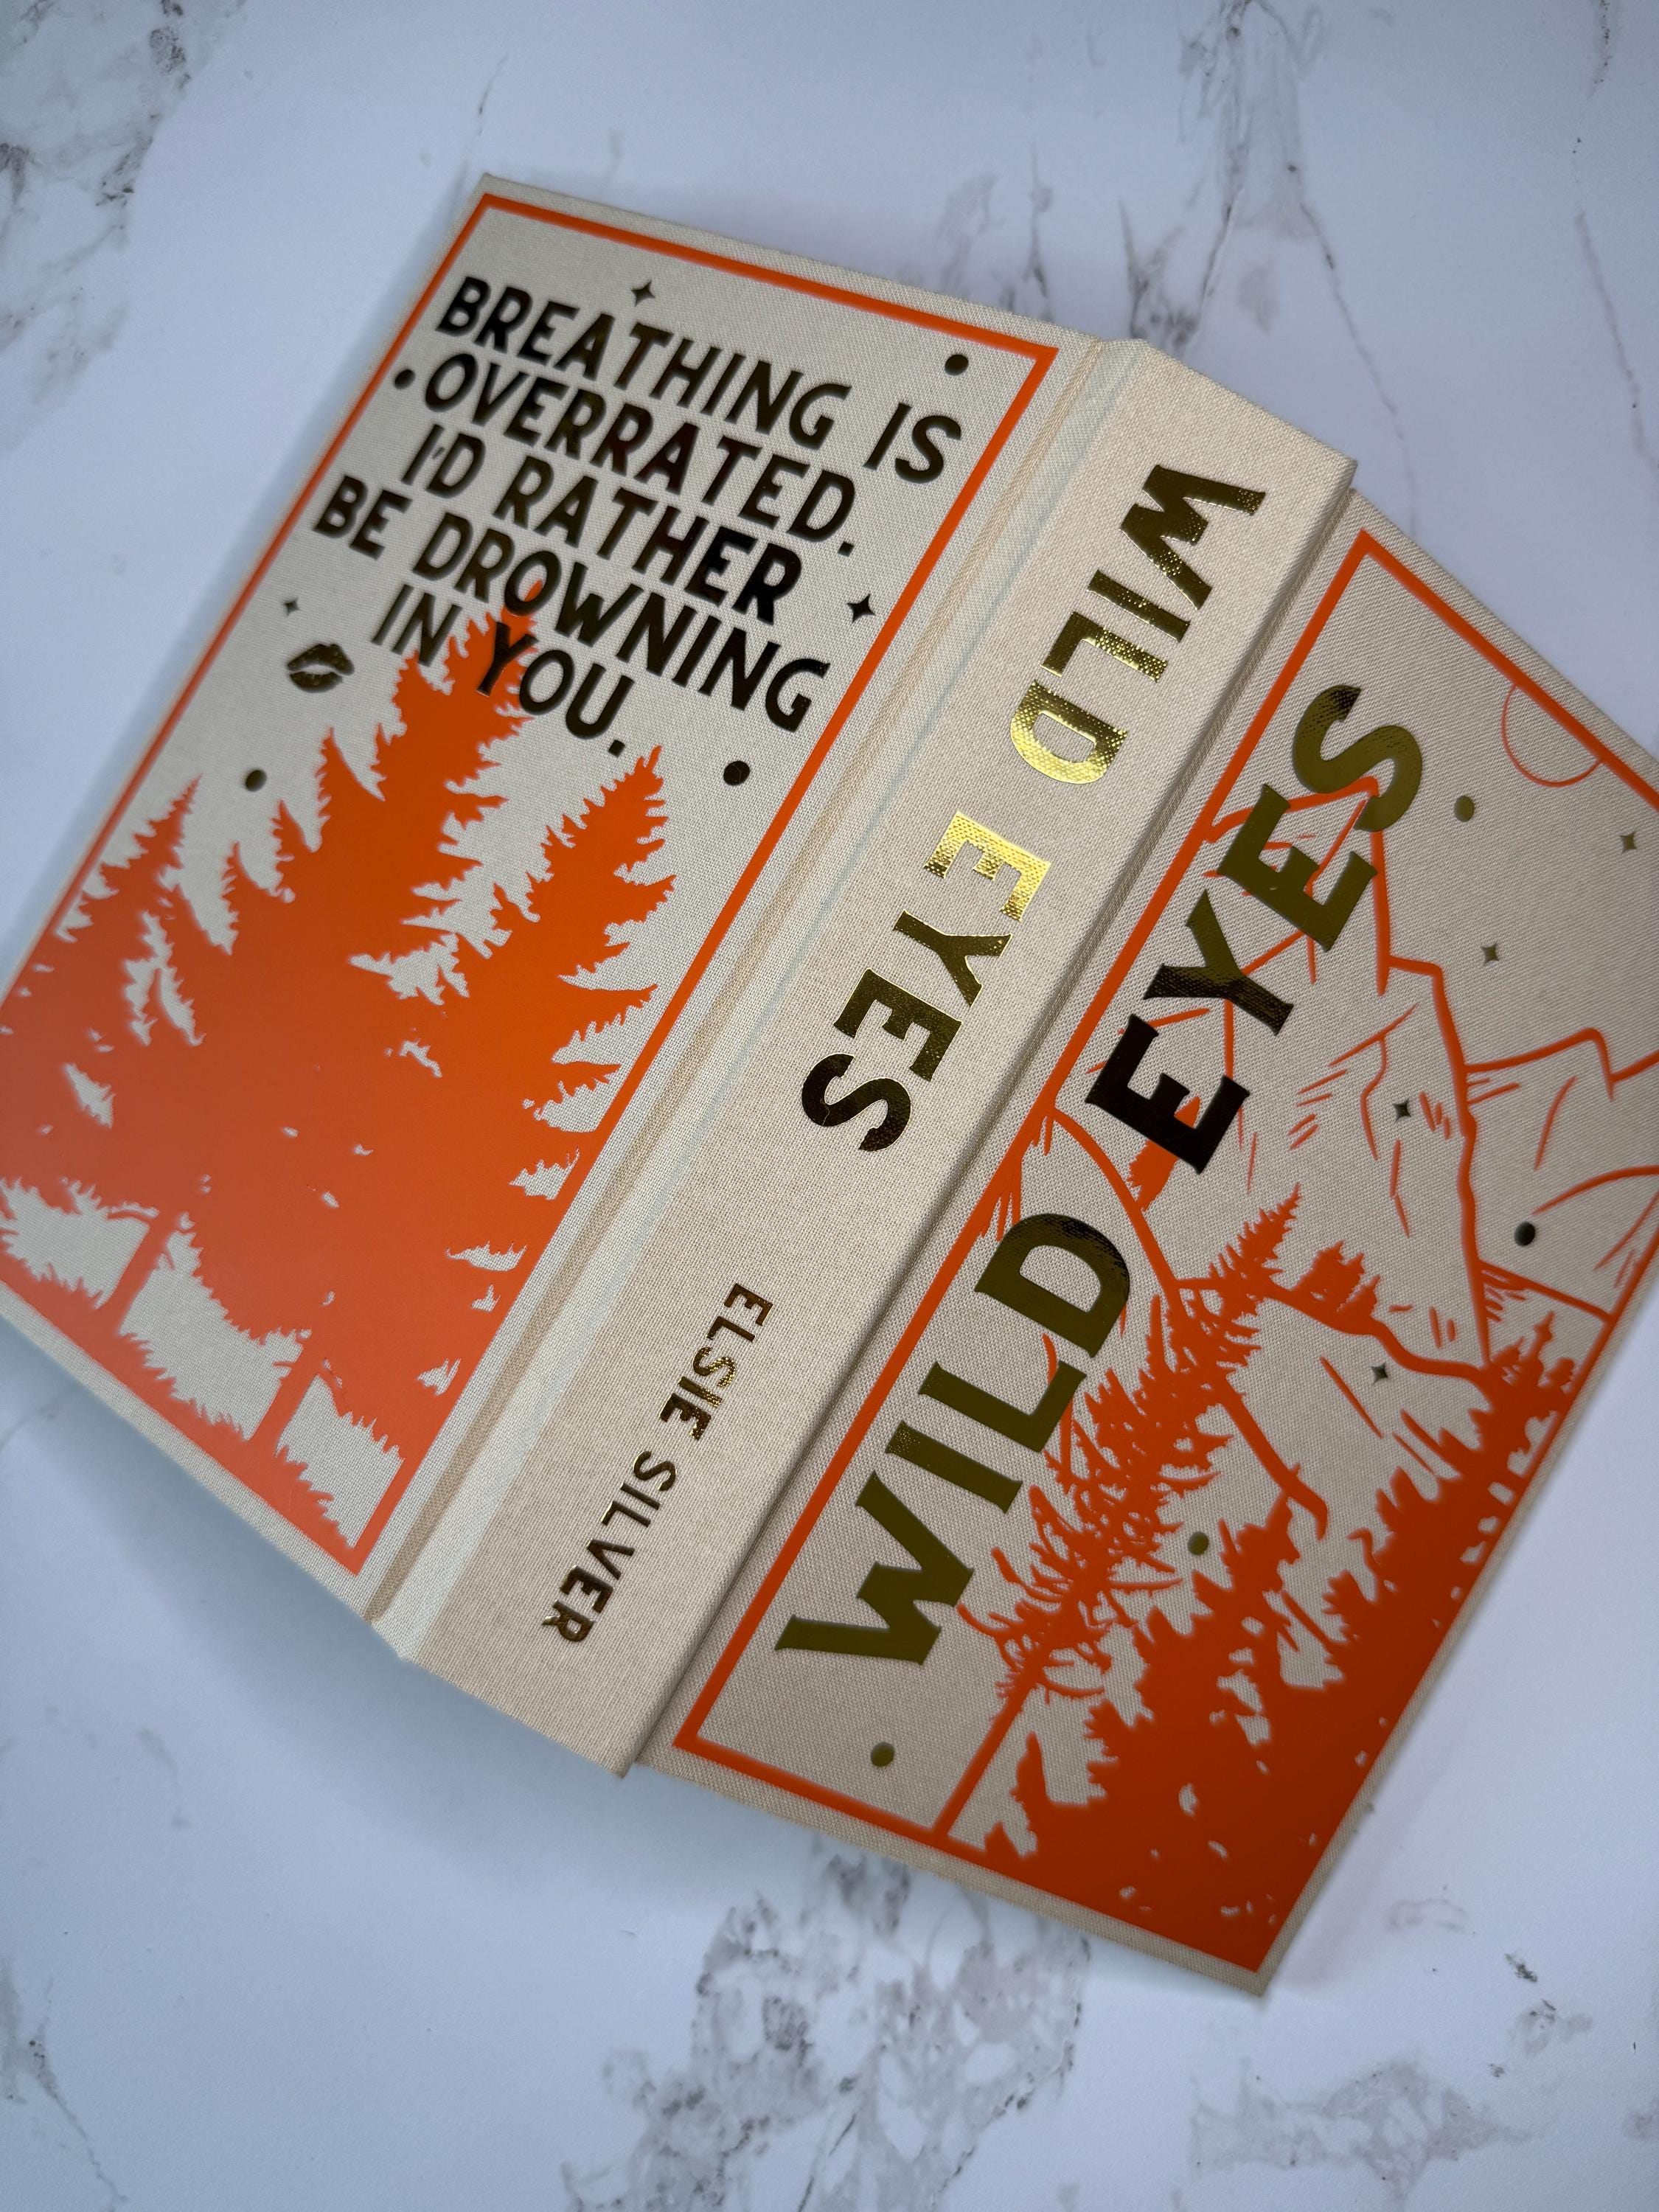 BREATHING IS
OVERRATED.
I'D RATHER
BE DROWNING
IN YOU.
WILD EYES
ELSIE SILVER
WILD EYES